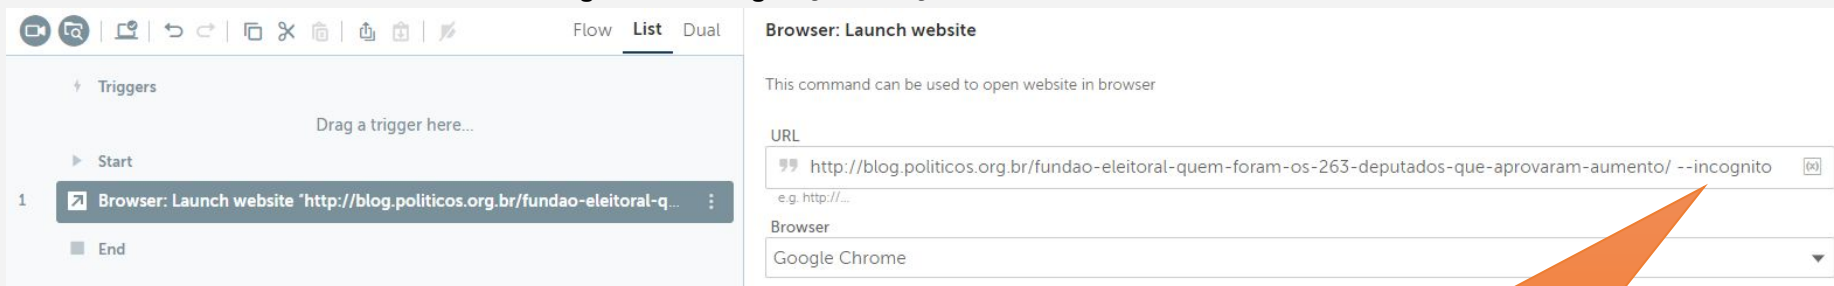 Flow List Dual
Triggers
Drag a trigger here...
Start
1 Browser: Launch website "http://blog.politicos.org.br/fundao-eleitoral-q...
End
Browser: Launch website
This command can be used to open website in browser
URL
http://blog.politicos.org.br/fundao-eleitoral-quem-foram-os-263-deputados-que-aprovaram-aumento/ --incognito (x)
e.g. http://...
Browser
Google Chrome